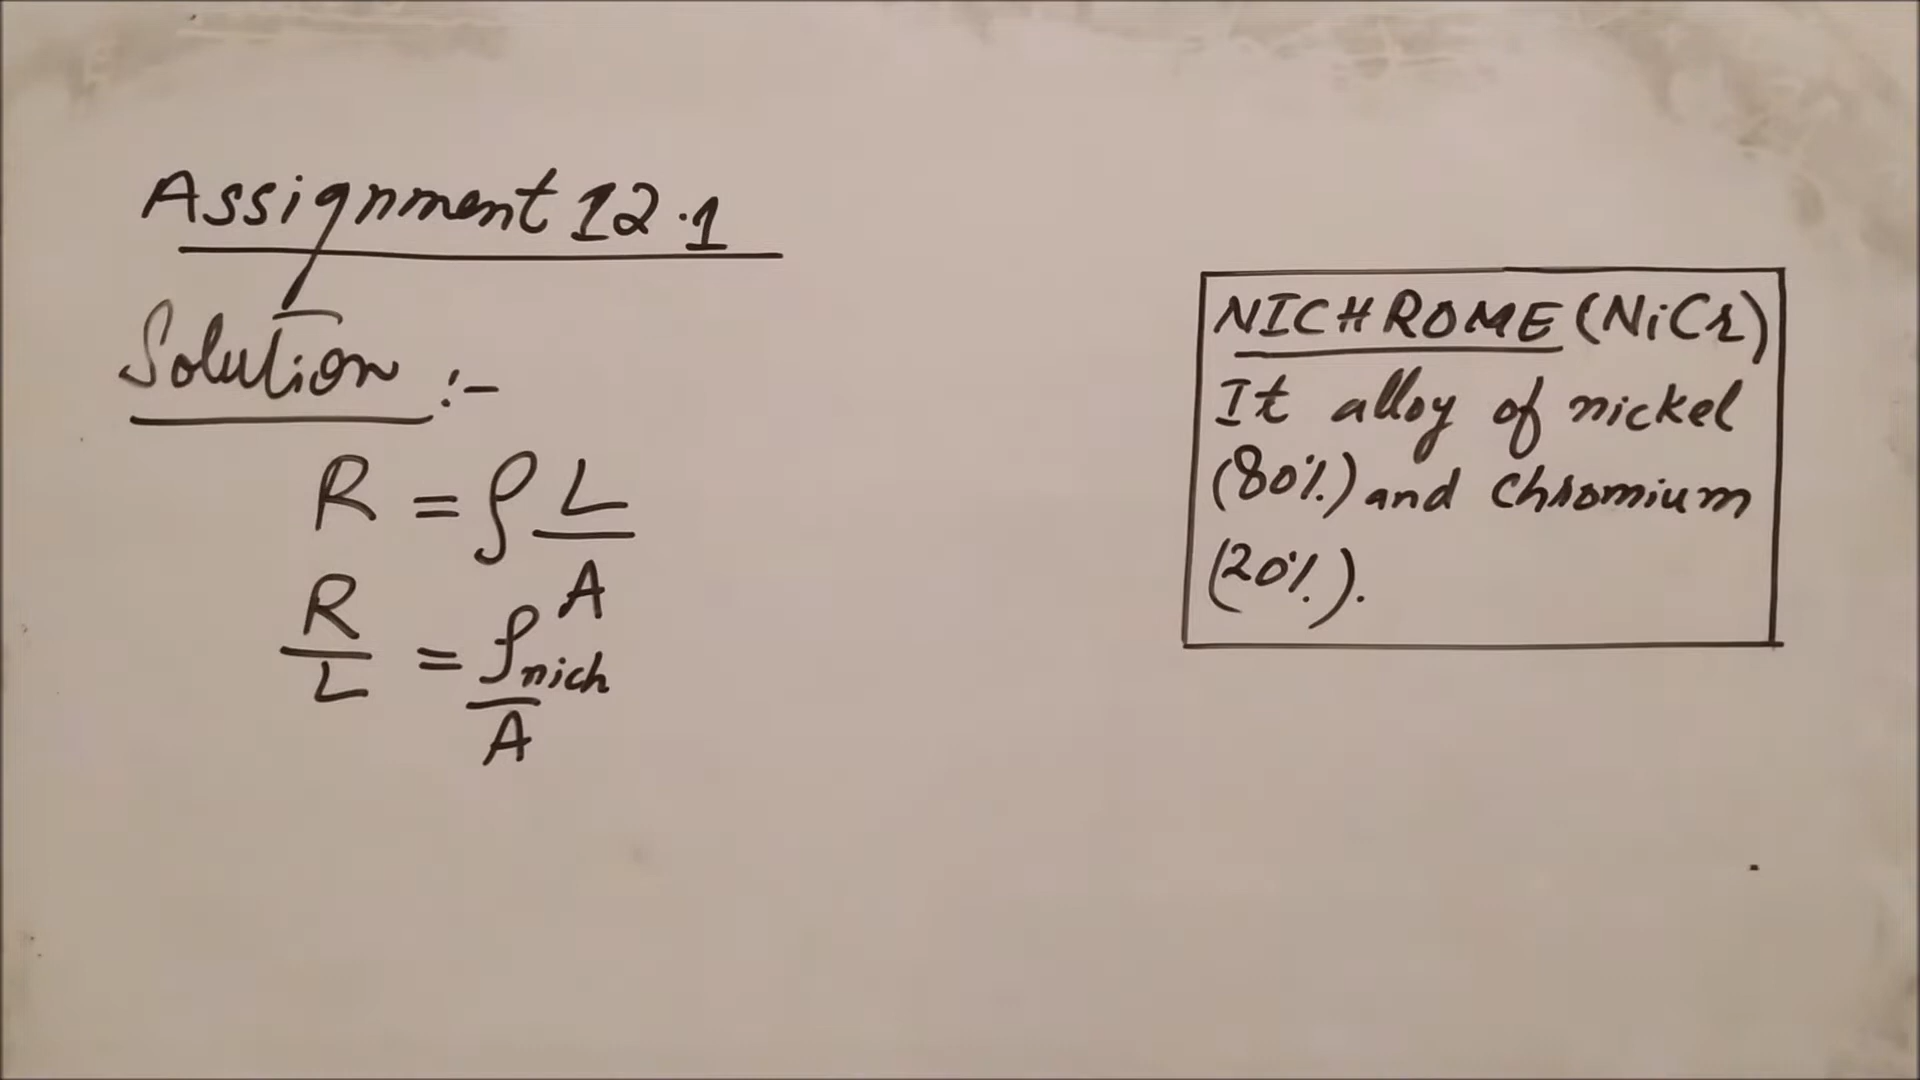 Assignment 12.1
Solution :-
R = ρ L/A
R/L = ρnich/A
NICHROME (NiCr)
It alloy of nickel
(80%) and chromium
(20%).